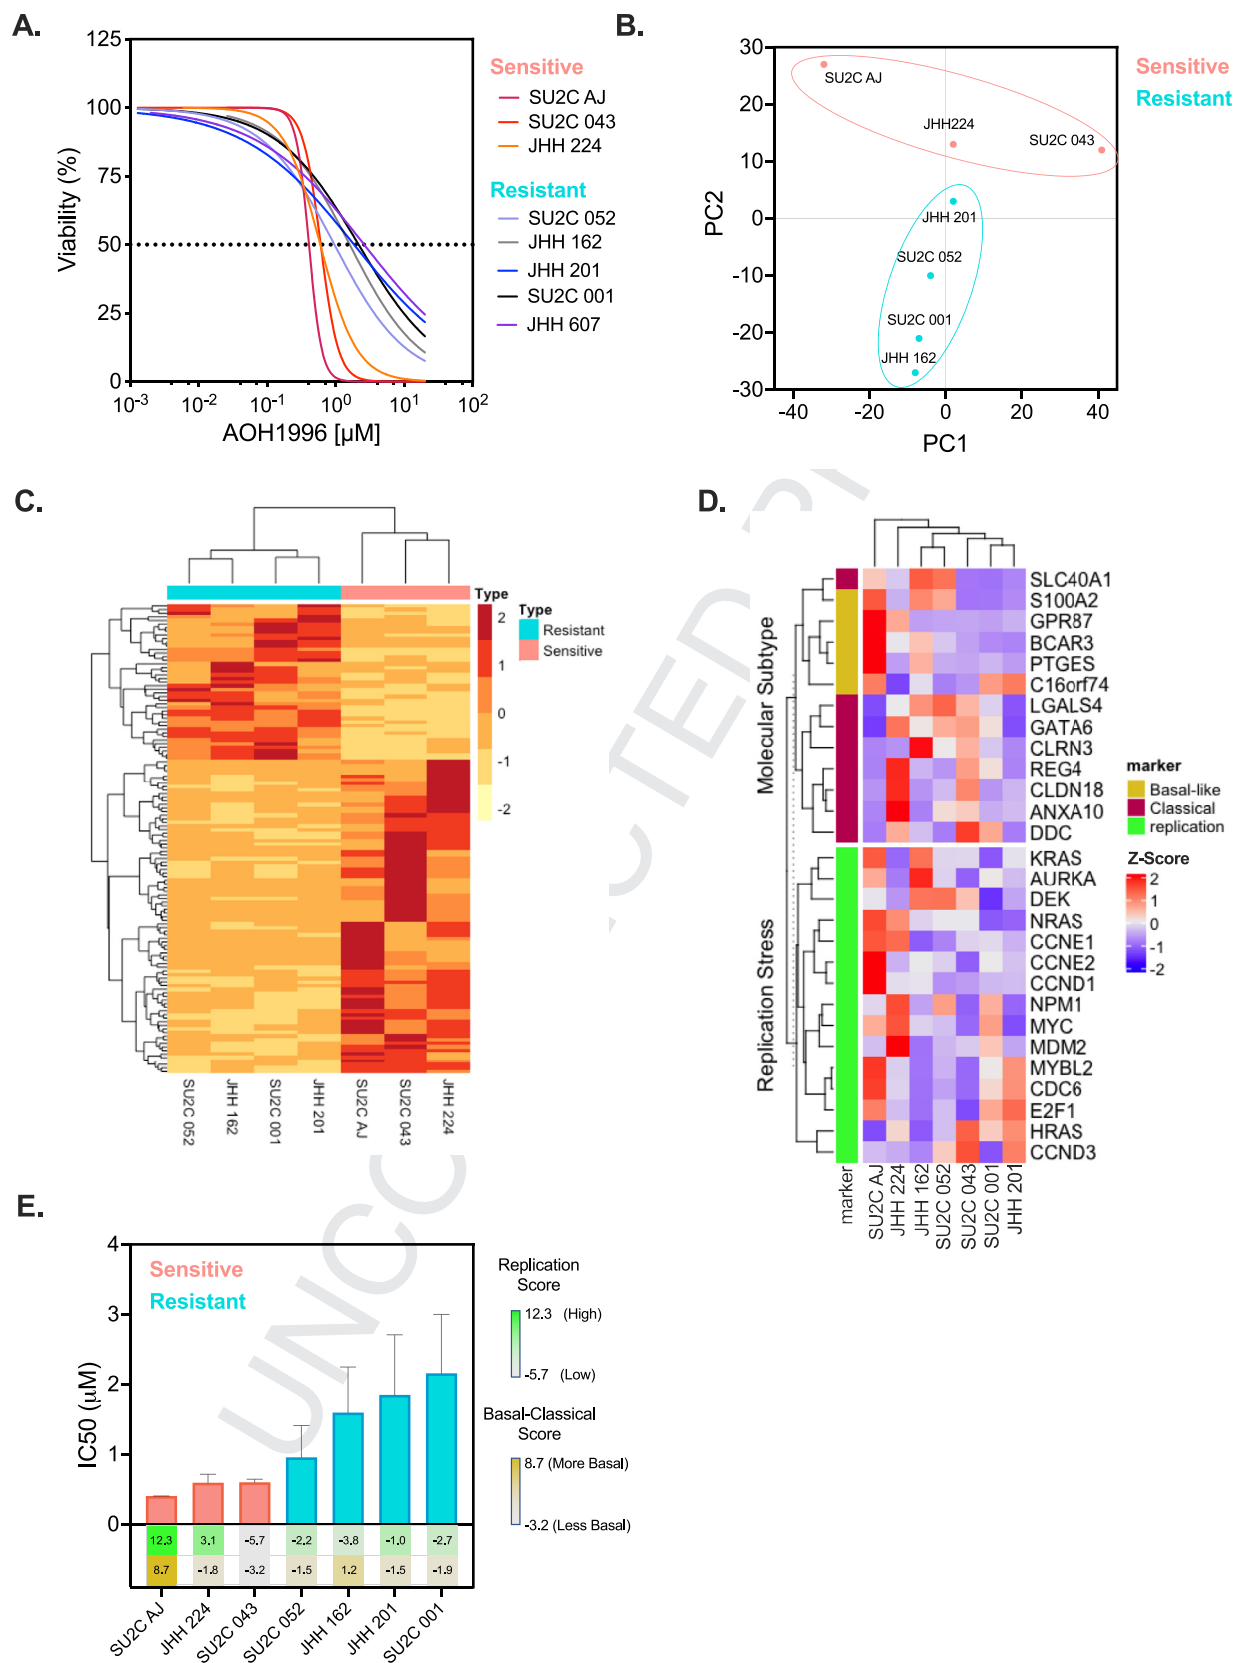 A.
125
100
75
50
25
0
Viability (%)
10-3
10-2
10-1
100
101
102
AOH1996 [µM]
Sensitive
SU2C AJ
SU2C 043
JHH 224
Resistant
SU2C 052
JHH 162
JHH 201
SU2C 001
JHH 607
B.
30
20
10
0
-10
-20
-30
PC2
-40
-20
0
20
40
PC1
SU2C AJ
JHH224
SU2C 043
JHH 201
SU2C 052
SU2C 001
JHH 162
Sensitive
Resistant
C.
Type
2
1
0
-1
-2
Type
Resistant
Sensitive
SU2C 052
JHH 162
SU2C 001
JHH 201
SU2C AJ
SU2C 043
JHH 224
D.
Molecular Subtype
Replication Stress
SLC40A1
S100A2
GPR87
BCAR3
PTGES
C16orf74
LGALS4
GATA6
CLRN3
REG4
CLDN18
ANXA10
DDC
KRAS
AURKA
DEK
NRAS
CCNE1
CCNE2
CCND1
NPM1
MYC
MDM2
MYBL2
CDC6
E2F1
HRAS
CCND3
marker
SU2C AJ
JHH 224
JHH 162
SU2C 052
SU2C 043
SU2C 001
JHH 201
marker
Basal-like
Classical
replication
Z-Score
2
1
0
-1
-2
E.
4
3
2
1
0
IC50 (µM)
Sensitive
Resistant
12.3 3.1 -5.7 -2.2 -3.8 -1.0 -2.7
8.7 -1.8 -3.2 -1.5 1.2 -1.5 -1.9
SU2C AJ
JHH 224
SU2C 043
SU2C 052
JHH 162
JHH 201
SU2C 001
Replication
Score
12.3 (High)
-5.7 (Low)
Basal-Classical
Score
8.7 (More Basal)
-3.2 (Less Basal)